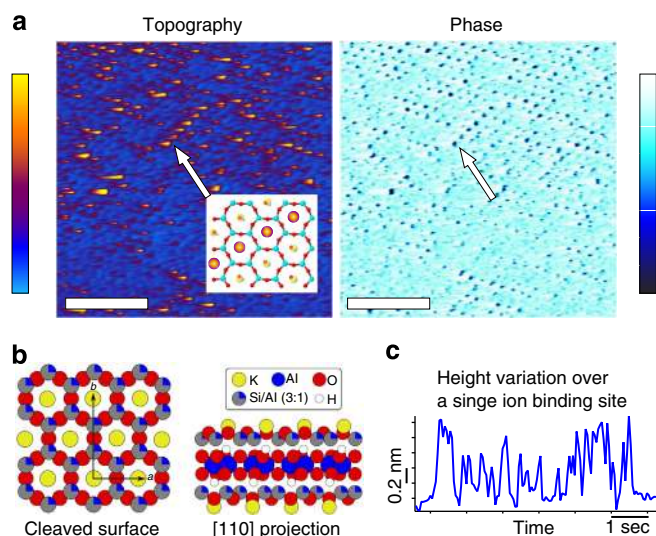 a
Topography
Phase
b
K
Al
O
Si/Al (3:1)
H
b
a
Cleaved surface
[110] projection
c
Height variation over
a singe ion binding site
0.2 nm
Time
1 sec